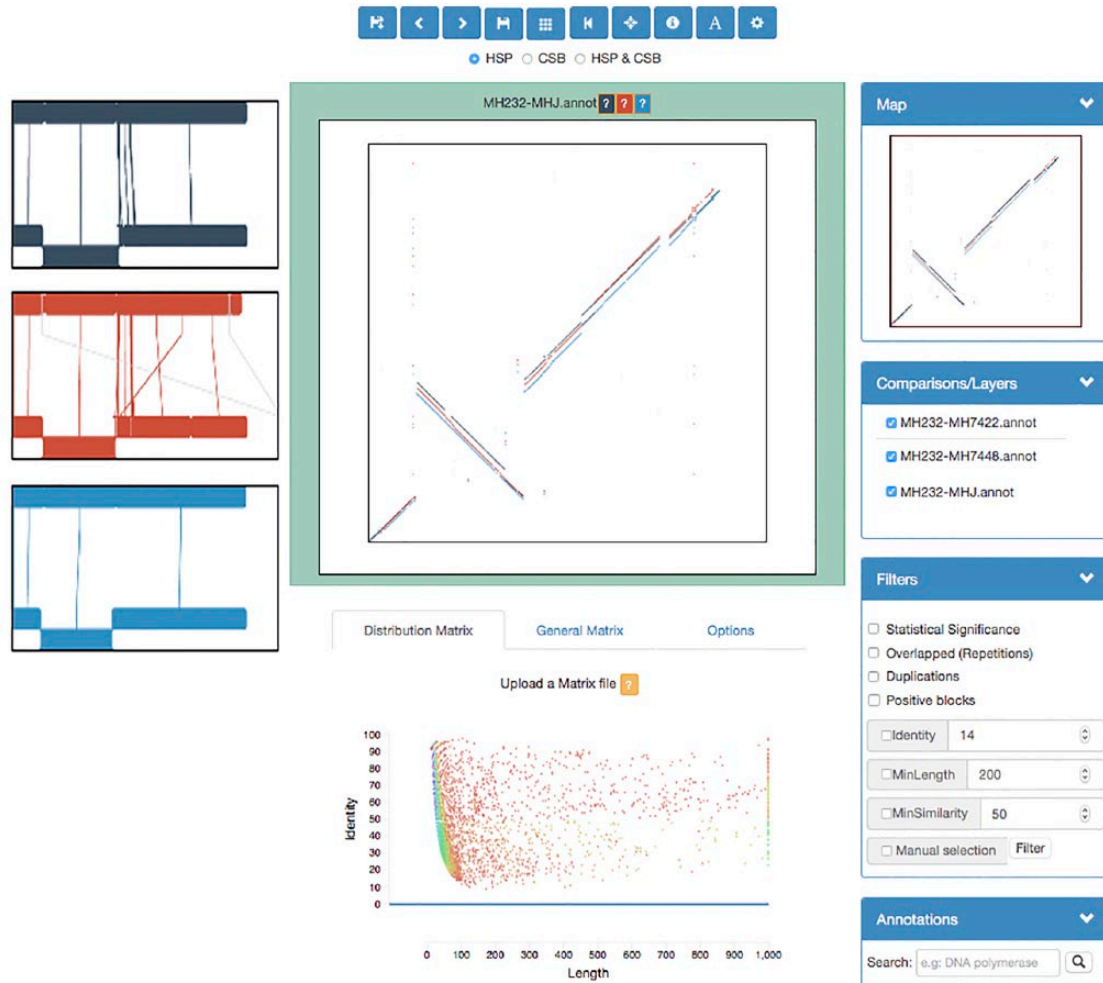 A
HSP CSB HSP & CSB
MH232-MHJ.annot ? ? ?
Map
Comparisons/Layers
MH232-MH7422.annot
MH232-MH7448.annot
MH232-MHJ.annot
Filters
Statistical Significance
Overlapped (Repetitions)
Duplications
Positive blocks
Identity 14
MinLength 200
MinSimilarity 50
Manual selection Filter
Annotations
Search: e.g: DNA polymerase
Distribution Matrix General Matrix Options
Upload a Matrix file ?
Identity
100
90
80
70
60
50
40
30
20
10
0
0 100 200 300 400 500 600 700 800 900 1,000
Length